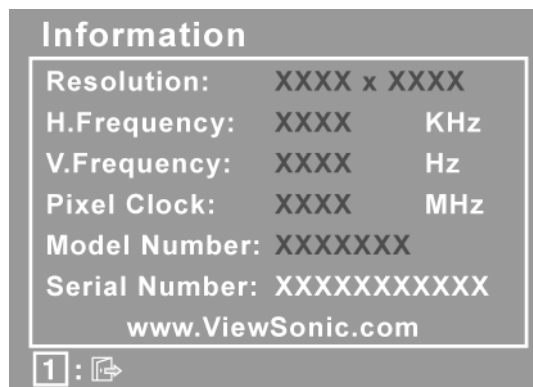 Information
Resolution: XXXX x XXXX
H.Frequency: XXXX KHz
V.Frequency: XXXX Hz
Pixel Clock: XXXX MHz
Model Number: XXXXXXX
Serial Number: XXXXXXXXXXX
www.ViewSonic.com
1 :